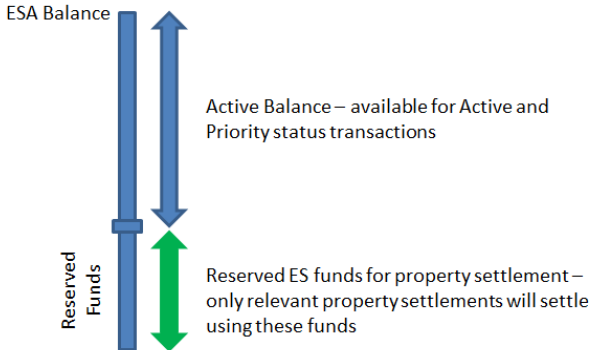 ESA Balance
Active Balance – available for Active and
Priority status transactions
Reserved
Funds
Reserved ES funds for property settlement –
only relevant property settlements will settle
using these funds